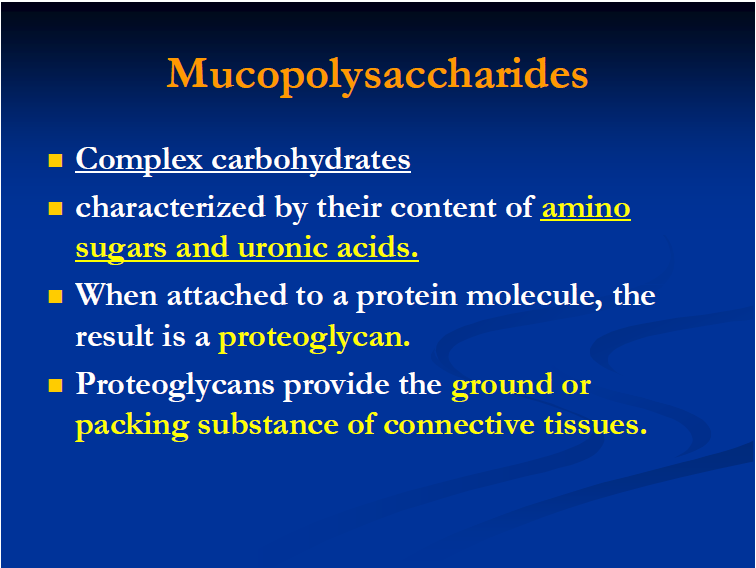 Mucopolysaccharides
Complex carbohydrates
characterized by their content of amino
sugars and uronic acids.
When attached to a protein molecule, the
result is a proteoglycan.
Proteoglycans provide the ground or
packing substance of connective tissues.